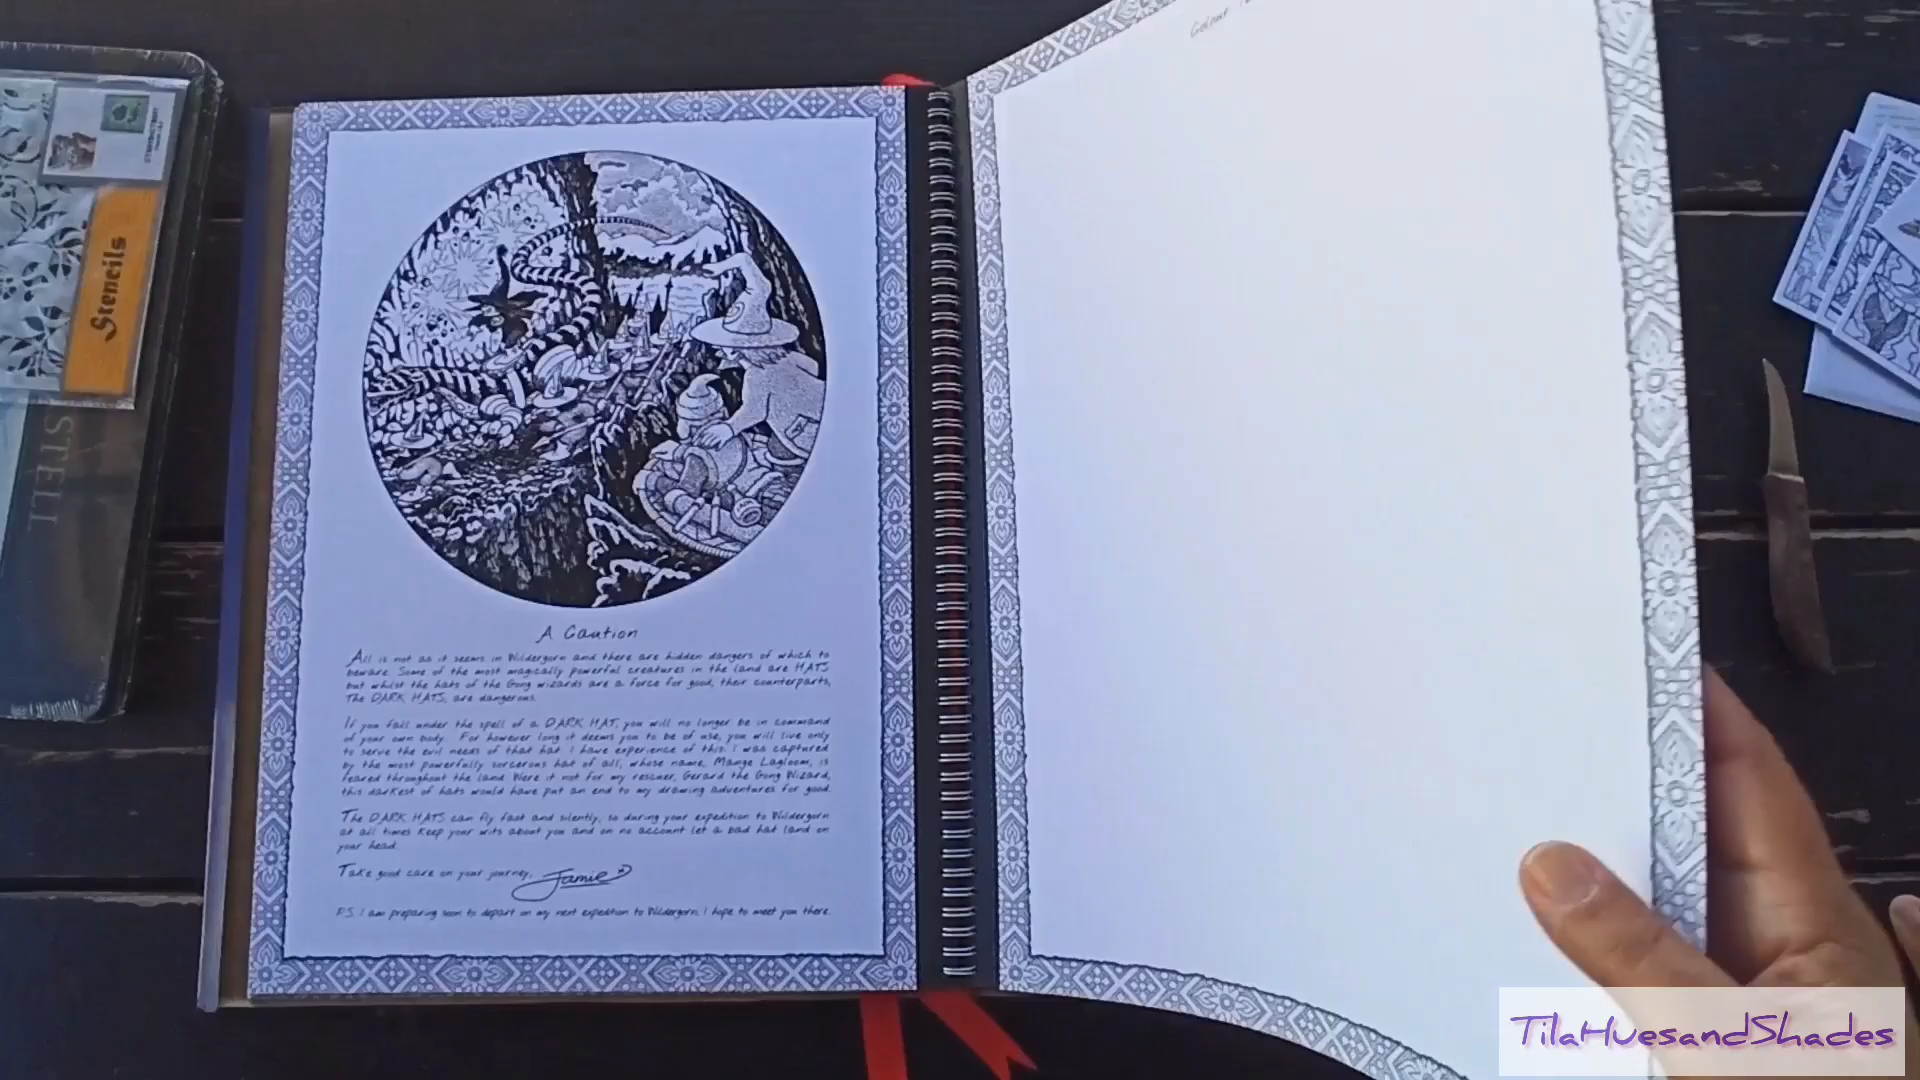 Stencils
STELL
A Caution
All is not as it seems in Wildergorn and there are hidden dangers of which to
beware. Some of the most magically powerful creatures in the land are HATS
but whilst the hats of the Gong wizards are a force for good, their counterparts,
The DARK HATS, are dangerous.
If you fall under the spell of a DARK HAT, you will no longer be in command
of your own body. For however long it deems you to be of use, you will live only
to serve the evil needs of that hat. I have experience of this. I was captured
by the most powerfully sorcerous hat of all, whose name, Mange Lagloom, is
feared throughout the land. Were it not for my rescuer, Gerard the Gong Wizard,
this darkest of hats would have put an end to my drawing adventures for good.
The DARK HATS can fly fast and silently, so during your expedition to Wildergorn
at all times keep your wits about you and on no account let a bad hat land on
your head.
Take good care on your journey,
Jamie
P.S. I am preparing soon to depart on my next expedition to Wildergorn. I hope to meet you there.
Colour
TilaHuesandShades